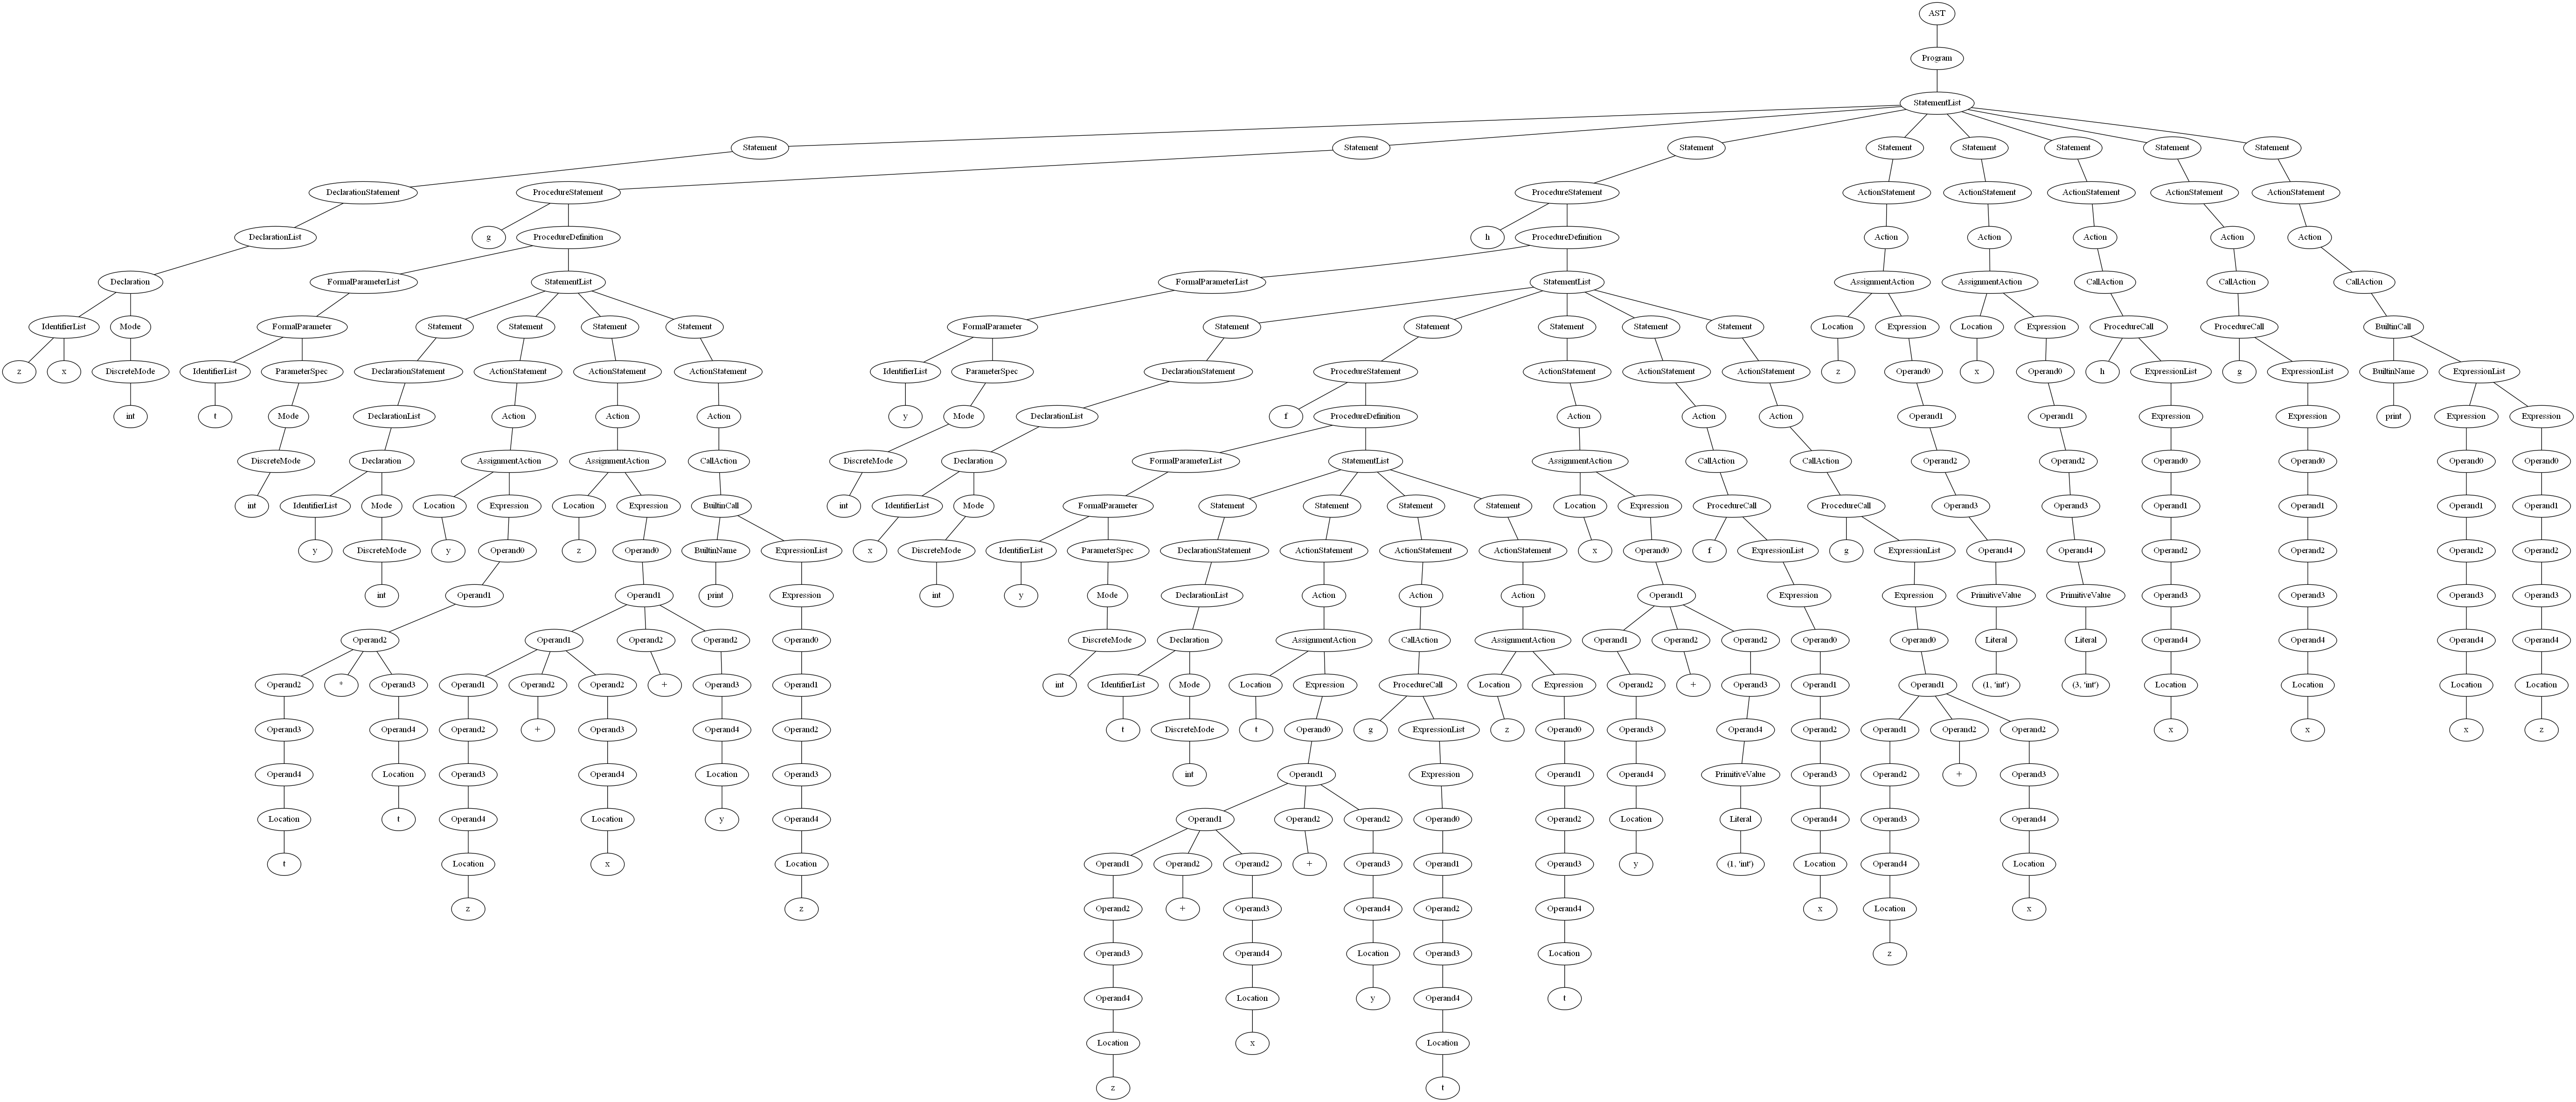 AST
Program
StatementList
Statement Statement Statement Statement Statement Statement Statement Statement
DeclarationStatement ProcedureStatement ProcedureStatement ActionStatement ActionStatement ActionStatement ActionStatement ActionStatement
DeclarationList g ProcedureDefinition h ProcedureDefinition Action Action Action Action Action
Declaration FormalParameterList StatementList FormalParameterList StatementList AssignmentAction AssignmentAction CallAction CallAction CallAction
IdentifierList Mode FormalParameter Statement Statement Statement Statement FormalParameter Statement Statement Statement Statement Statement Location Expression Location Expression ProcedureCall ProcedureCall BuiltinCall
z x DiscreteMode IdentifierList ParameterSpec DeclarationStatement ActionStatement ActionStatement ActionStatement IdentifierList ParameterSpec DeclarationStatement ProcedureStatement ActionStatement ActionStatement ActionStatement z Operand0 x Operand0 h ExpressionList g ExpressionList BuiltinName ExpressionList
int t Mode DeclarationList Action Action Action y Mode DeclarationList f ProcedureDefinition Action Action Action Operand1 Operand1 Expression Expression print Expression Expression
DiscreteMode Declaration AssignmentAction AssignmentAction CallAction DiscreteMode Declaration FormalParameterList StatementList AssignmentAction CallAction CallAction Operand2 Operand2 Operand0 Operand0 Operand0 Operand0
int IdentifierList Mode Location Expression Location Expression BuiltinCall int IdentifierList Mode FormalParameter Statement Statement Statement Statement Location Expression ProcedureCall ProcedureCall Operand3 Operand3 Operand1 Operand1 Operand1 Operand1
y DiscreteMode y Operand0 z Operand0 BuiltinName ExpressionList x DiscreteMode IdentifierList ParameterSpec DeclarationStatement ActionStatement ActionStatement ActionStatement x Operand0 f ExpressionList g ExpressionList Operand4 Operand4 Operand2 Operand2 Operand2 Operand2
int Operand1 Operand1 print Expression int y Mode DeclarationList Action Action Action Operand1 Expression Expression PrimitiveValue PrimitiveValue Operand3 Operand3 Operand3 Operand3
Operand2 Operand1 Operand2 Operand2 Operand0 DiscreteMode Declaration AssignmentAction CallAction AssignmentAction Operand1 Operand2 Operand2 Operand0 Operand0 Literal Literal Operand4 Operand4 Operand4 Operand4
Operand2 * Operand3 Operand1 Operand2 Operand2 + Operand3 Operand1 int IdentifierList Mode Location Expression ProcedureCall Location Expression Operand2 + Operand3 Operand1 Operand1 (1, 'int') (3, 'int') Location Location Location Location
Operand3 Operand4 Operand2 + Operand3 Operand4 Operand2 t DiscreteMode t Operand0 g ExpressionList z Operand0 Operand3 Operand4 Operand2 Operand1 Operand2 Operand2 x x x z
Operand4 Location Operand3 Operand4 Location Operand3 int Operand1 Expression Operand1 Operand4 PrimitiveValue Operand3 Operand2 + Operand3
Location t Operand4 Location y Operand4 Operand1 Operand2 Operand2 Operand0 Operand2 Location Literal Operand4 Operand3 Operand4
t Location x Location Operand1 Operand2 Operand2 + Operand3 Operand1 Operand3 y (1, 'int') Location Operand4 Location
z z Operand2 + Operand3 Operand4 Operand2 Operand4 x Location x
Operand3 Operand4 Location Operand3 Location z
Operand4 Location y Operand4 t
Location x Location
z t